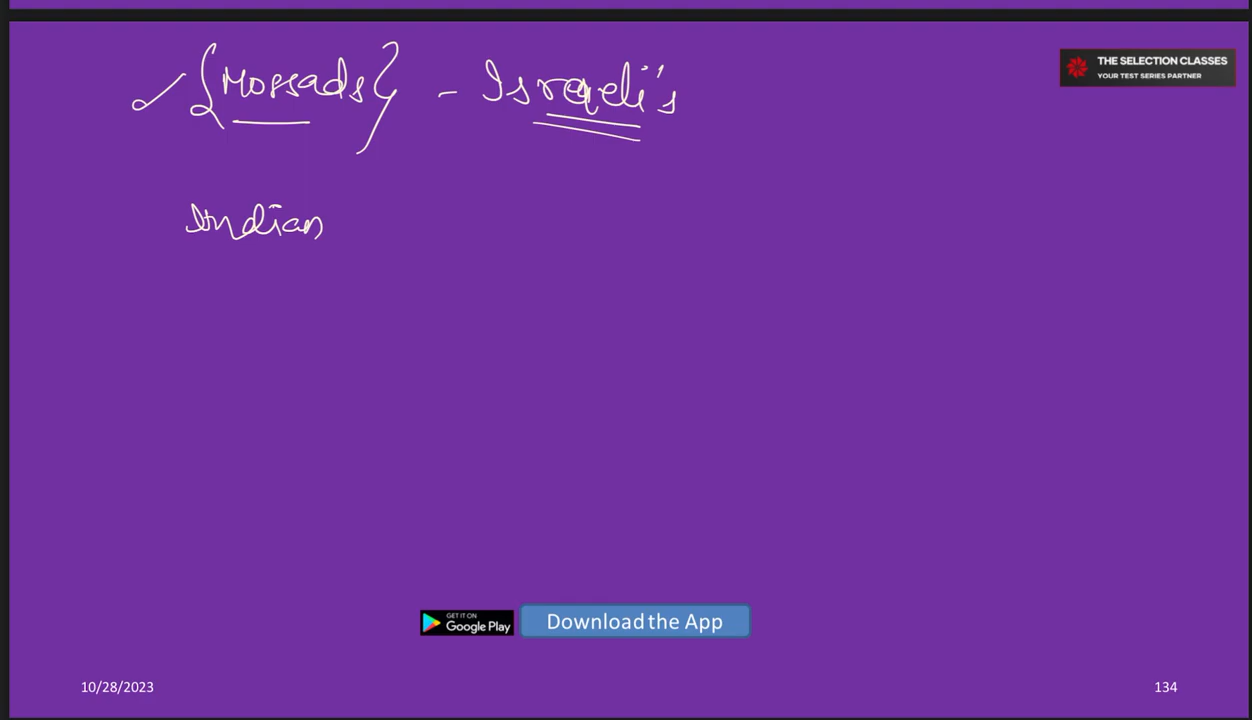 {Mossads} - Israeli's
THE SELECTION CLASSES
YOUR TEST SERIES PARTNER
Indian
GET IT ON
Google Play
Download the App
10/28/2023
134